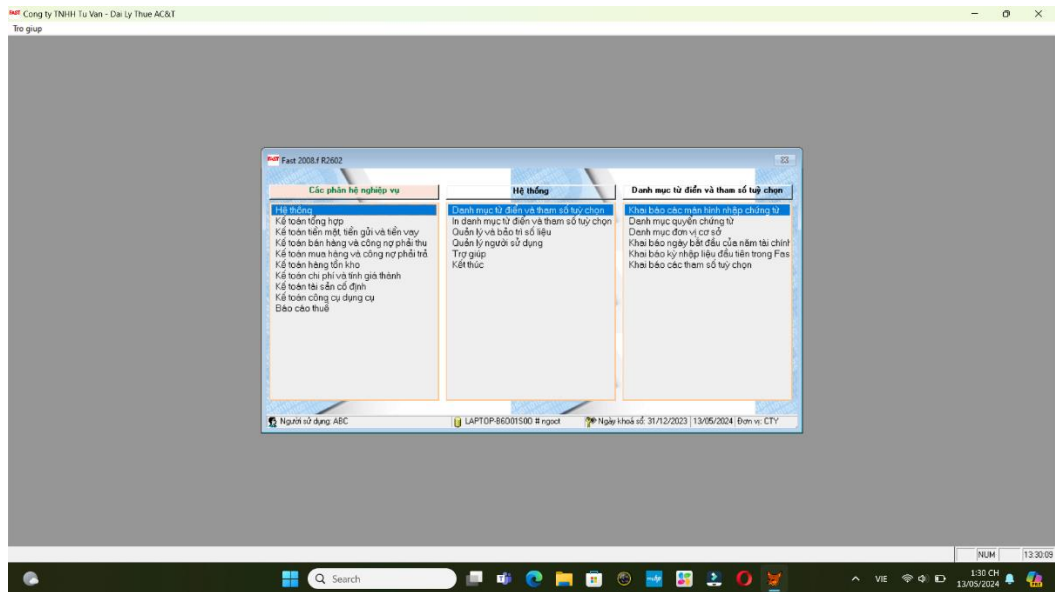 FAST Cong ty TNHH Tu Van - Dai Ly Thue AC&T
Tro giup
FAST Fast 2008.f R2602
Các phân hệ nghiệp vụ
Hệ thống
Kế toán tổng hợp
Kế toán tiền mặt, tiền gửi và tiền vay
Kế toán bán hàng và công nợ phải thu
Kế toán mua hàng và công nợ phải trả
Kế toán hàng tồn kho
Kế toán chi phí và tính giá thành
Kế toán tài sản cố định
Kế toán công cụ dụng cụ
Báo cáo thuế
Hệ thống
Danh mục từ điển và tham số tuỳ chọn
In danh mục từ điển và tham số tuỳ chọn
Quản lý và bảo trì số liệu
Quản lý người sử dụng
Trợ giúp
Kết thúc
Danh mục từ điển và tham số tuỳ chọn
Khai báo các màn hình nhập chứng từ
Danh mục quyển chứng từ
Danh mục đơn vị cơ sở
Khai báo ngày bắt đầu của năm tài chính
Khai báo kỳ nhập liệu đầu tiên trong Fas
Khai báo các tham số tuỳ chọn
Người sử dụng: ABC
LAPTOP-B6O01S0O # ngoct
Ngày khoá sổ: 31/12/2023
13/05/2024
Đơn vị: CTY
NUM
13:30:09
Search
VIE
1:30 CH
13/05/2024